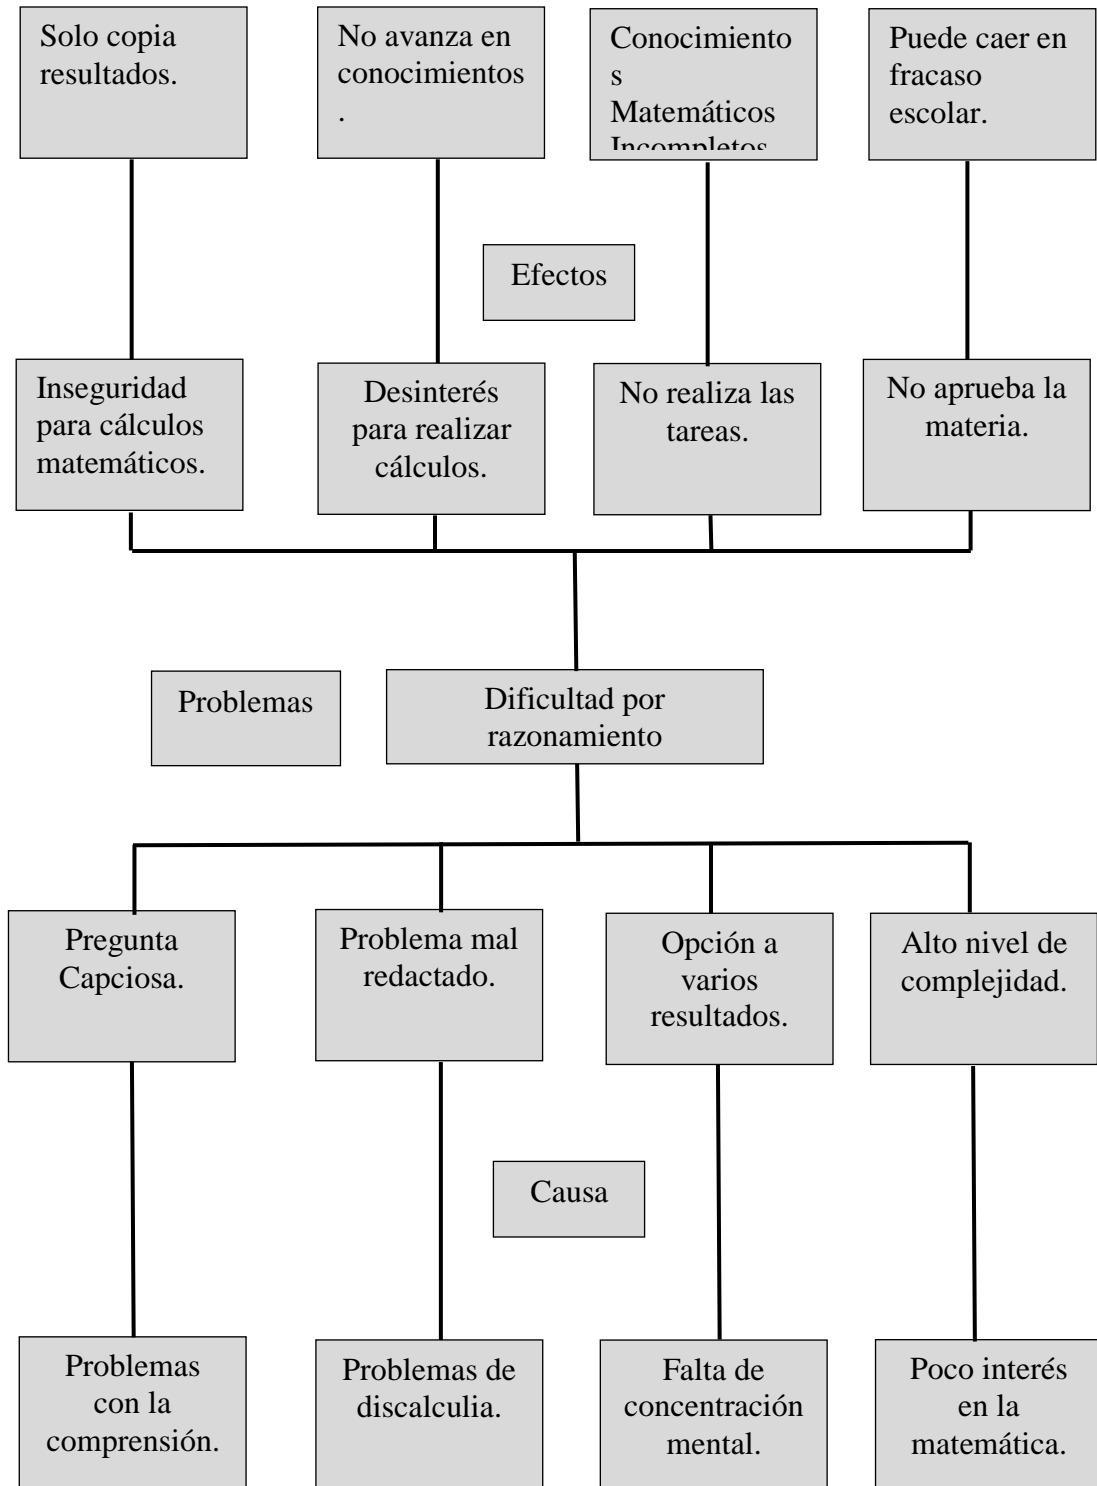 Solo copia
resultados.
No avanza en
conocimientos
.
Conocimiento
s
Matemáticos
Incompletos
Puede caer en
fracaso
escolar.
Efectos
Inseguridad
para cálculos
matemáticos.
Desinterés
para realizar
cálculos.
No realiza las
tareas.
No aprueba la
materia.
Problemas
Dificultad por
razonamiento
Pregunta
Capciosa.
Problema mal
redactado.
Opción a
varios
resultados.
Alto nivel de
complejidad.
Causa
Problemas
con la
comprensión.
Problemas de
discalculia.
Falta de
concentración
mental.
Poco interés
en la
matemática.